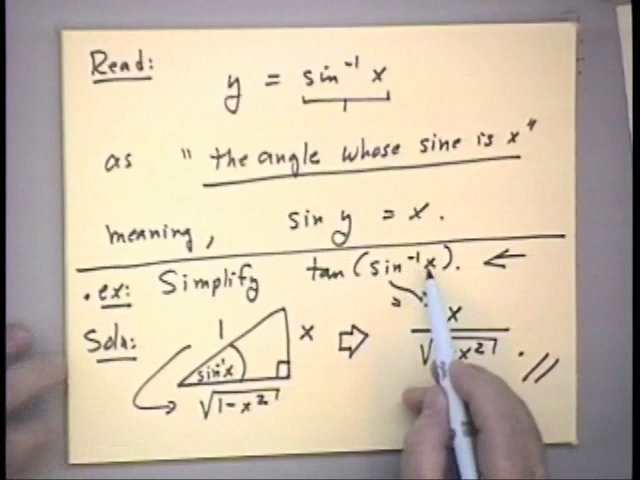 Read: y = sin⁻¹ x
as " the angle whose sine is x "
meaning, sin y = x.
• ex: Simplify tan (sin⁻¹x). ←
Soln: 1 x ⇒ x
sin⁻¹x √ - x² . //
√1 - x²